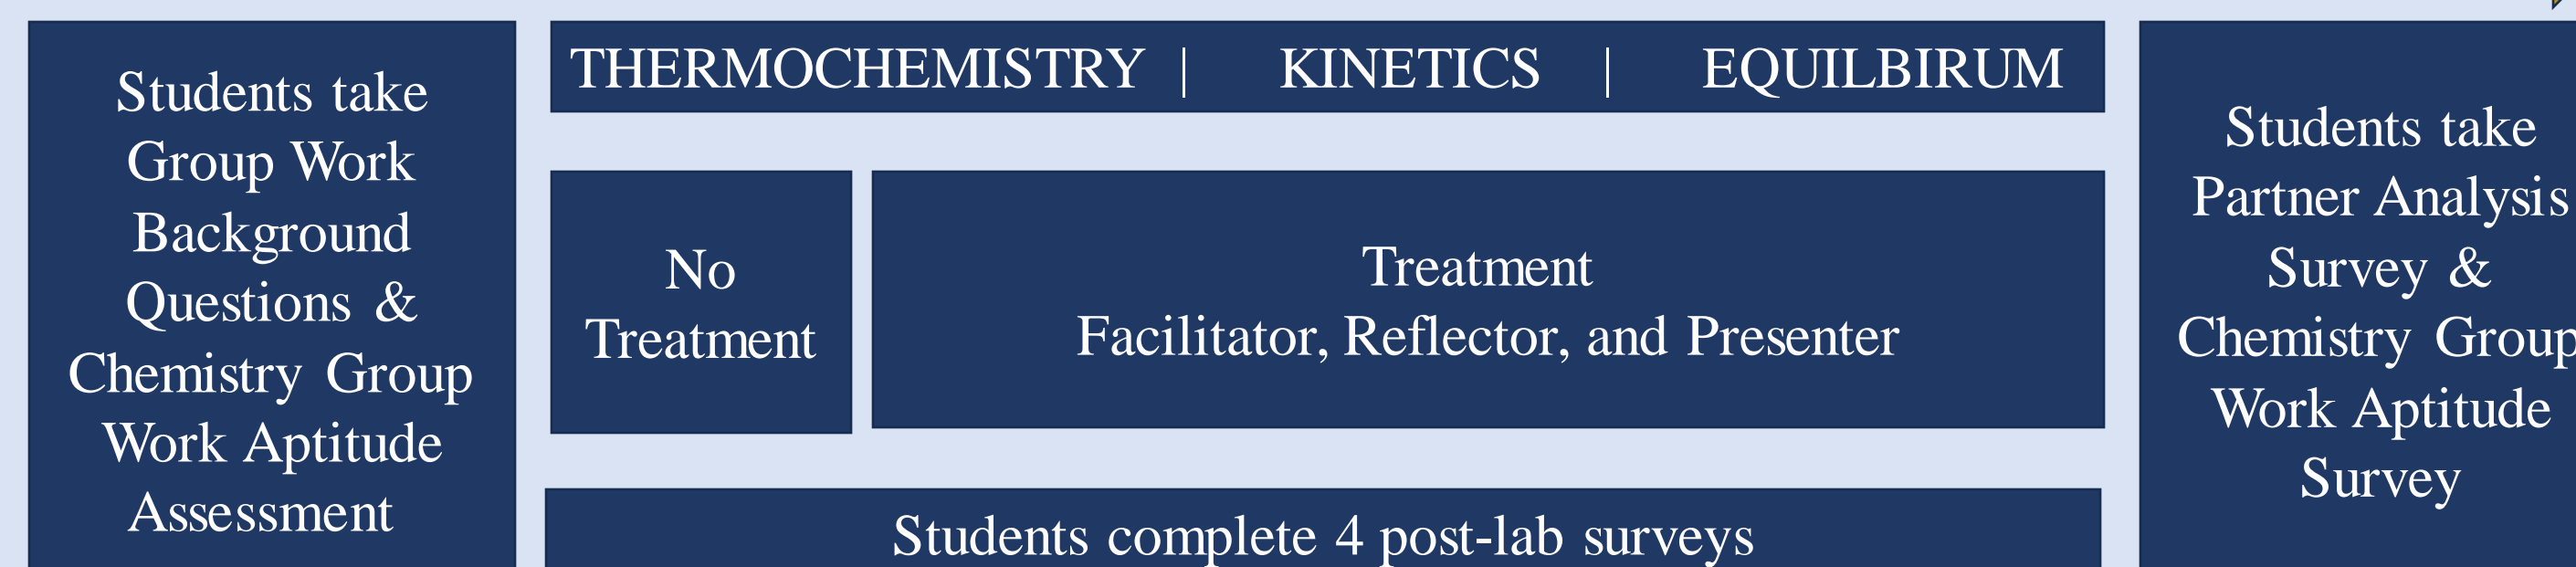 Students take
Group Work
Background
Questions &
Chemistry Group
Work Aptitude
Assessment
THERMOCHEMISTRY | KINETICS | EQUILBIRUM
No
Treatment
Treatment
Facilitator, Reflector, and Presenter
Students complete 4 post-lab surveys
Students take
Partner Analysis
Survey &
Chemistry Group
Work Aptitude
Survey